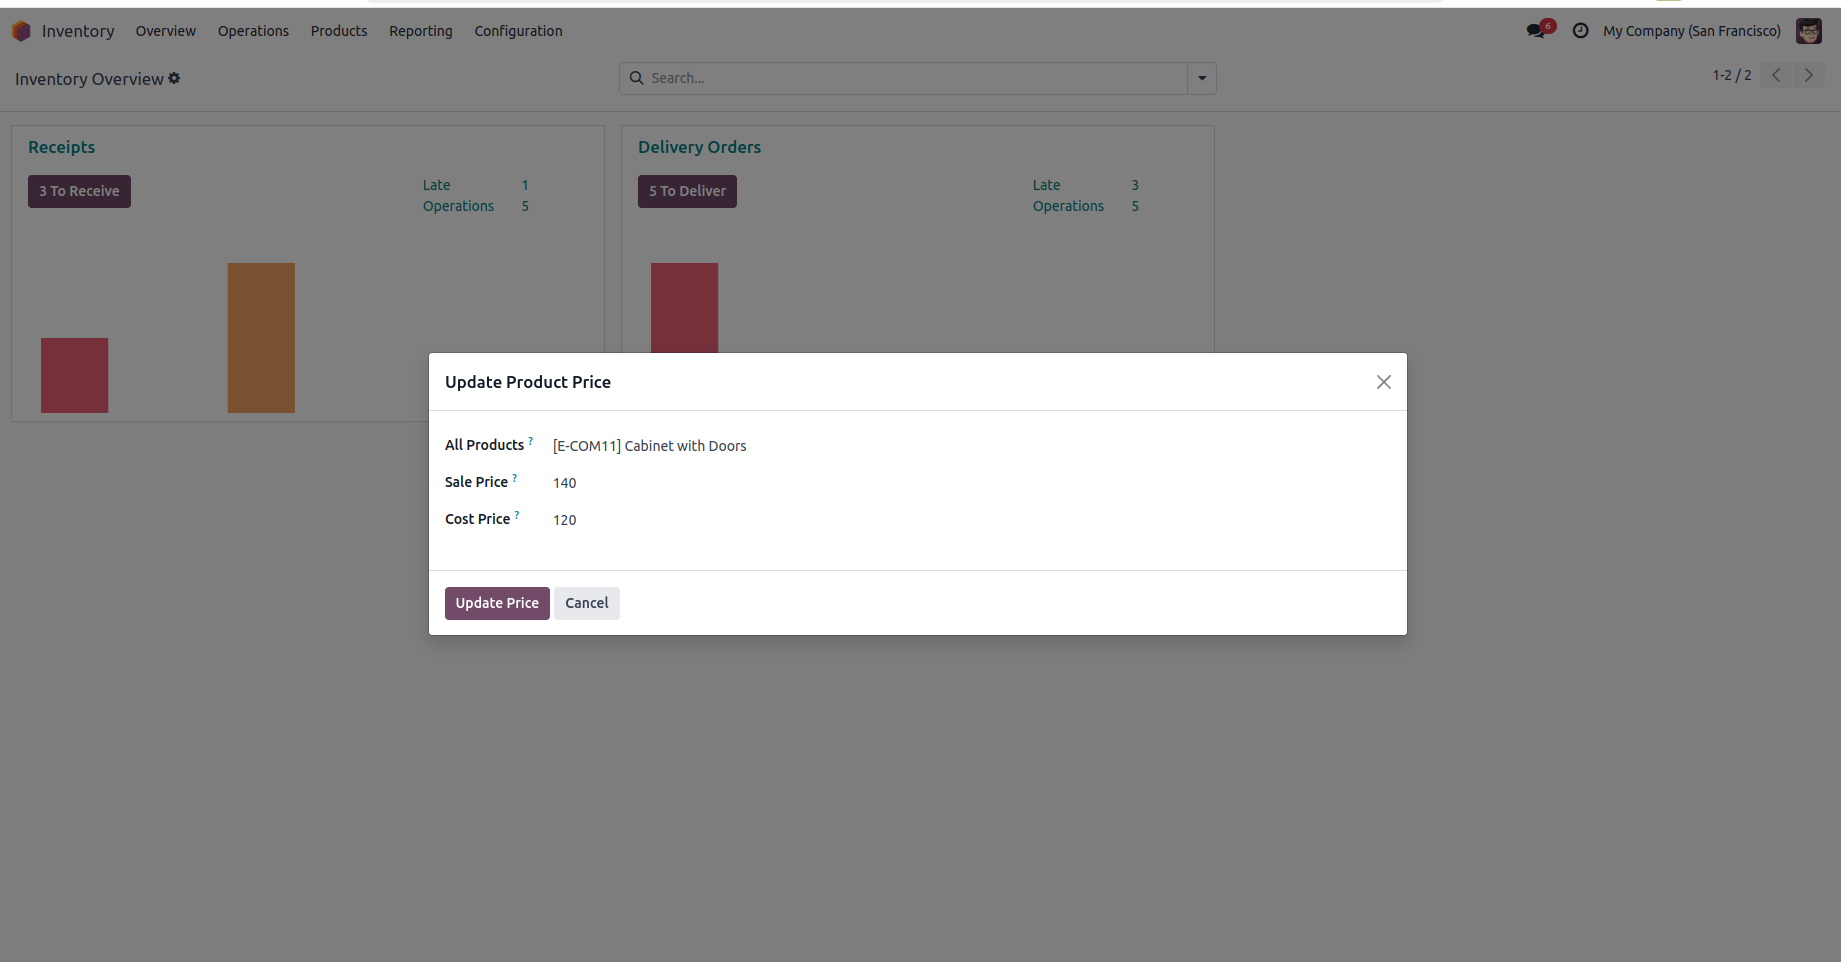 Inventory Overview Operations Products Reporting Configuration 6 My Company (San Francisco)
Inventory Overview Search... 1-2 / 2
Receipts
3 To Receive
Late 1
Operations 5
Delivery Orders
5 To Deliver
Late 3
Operations 5
Update Product Price
All Products ? [E-COM11] Cabinet with Doors
Sale Price ? 140
Cost Price ? 120
Update Price Cancel